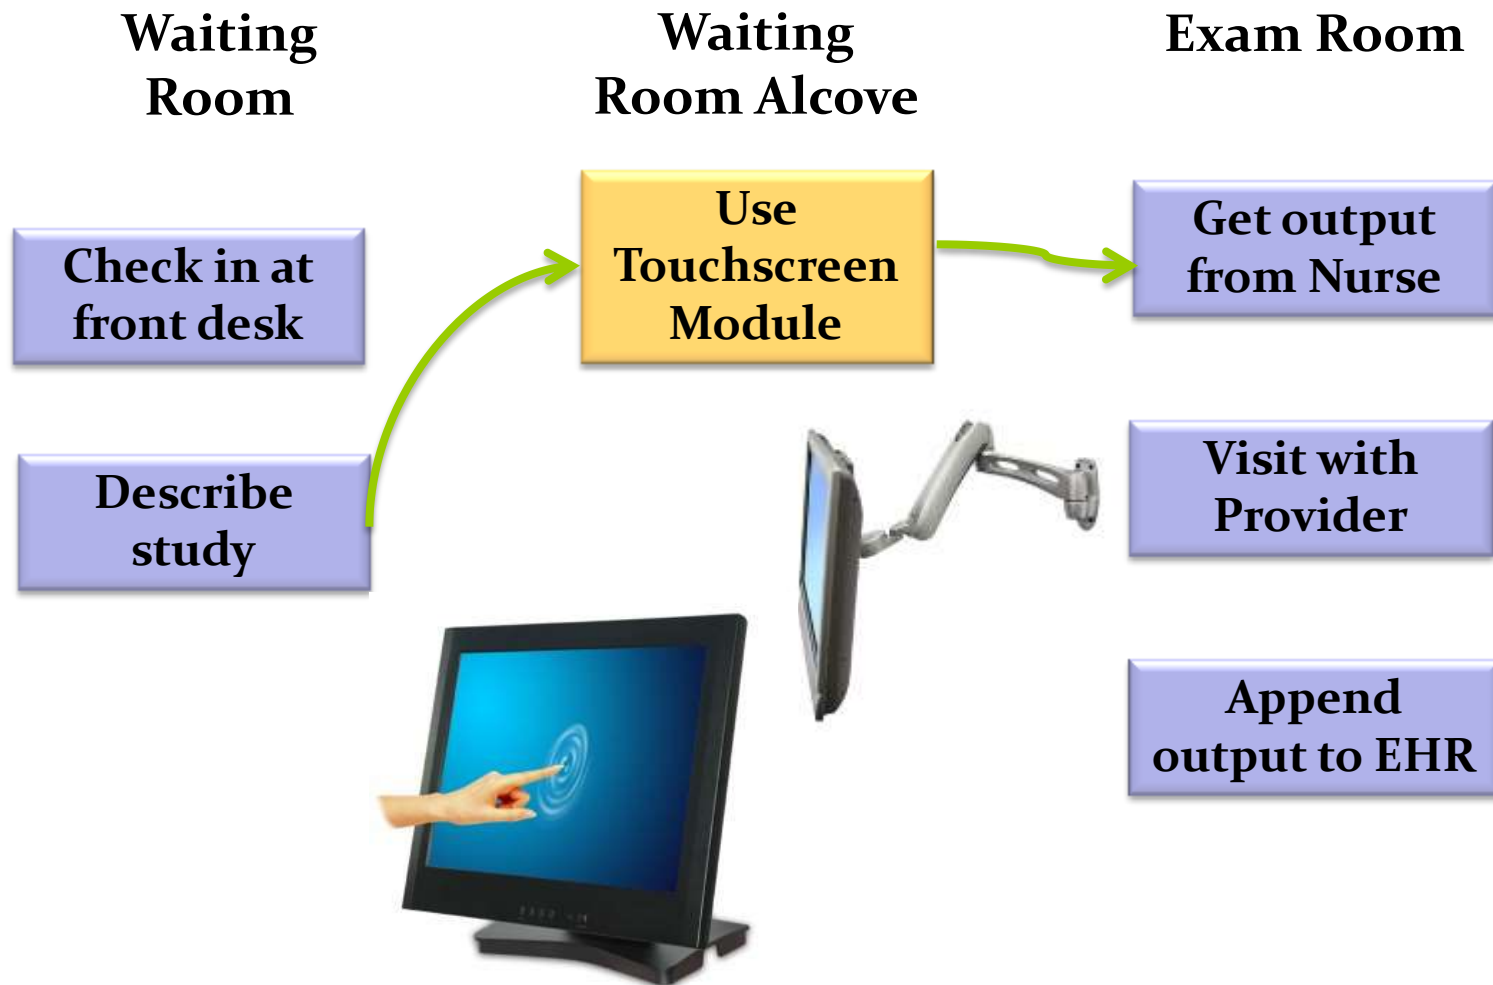 Waiting
Room
Check in at
front desk
Describe
study
Waiting
Room Alcove
Use
Touchscreen
Module
Exam Room
Get output
from Nurse
Visit with
Provider
Append
output to EHR